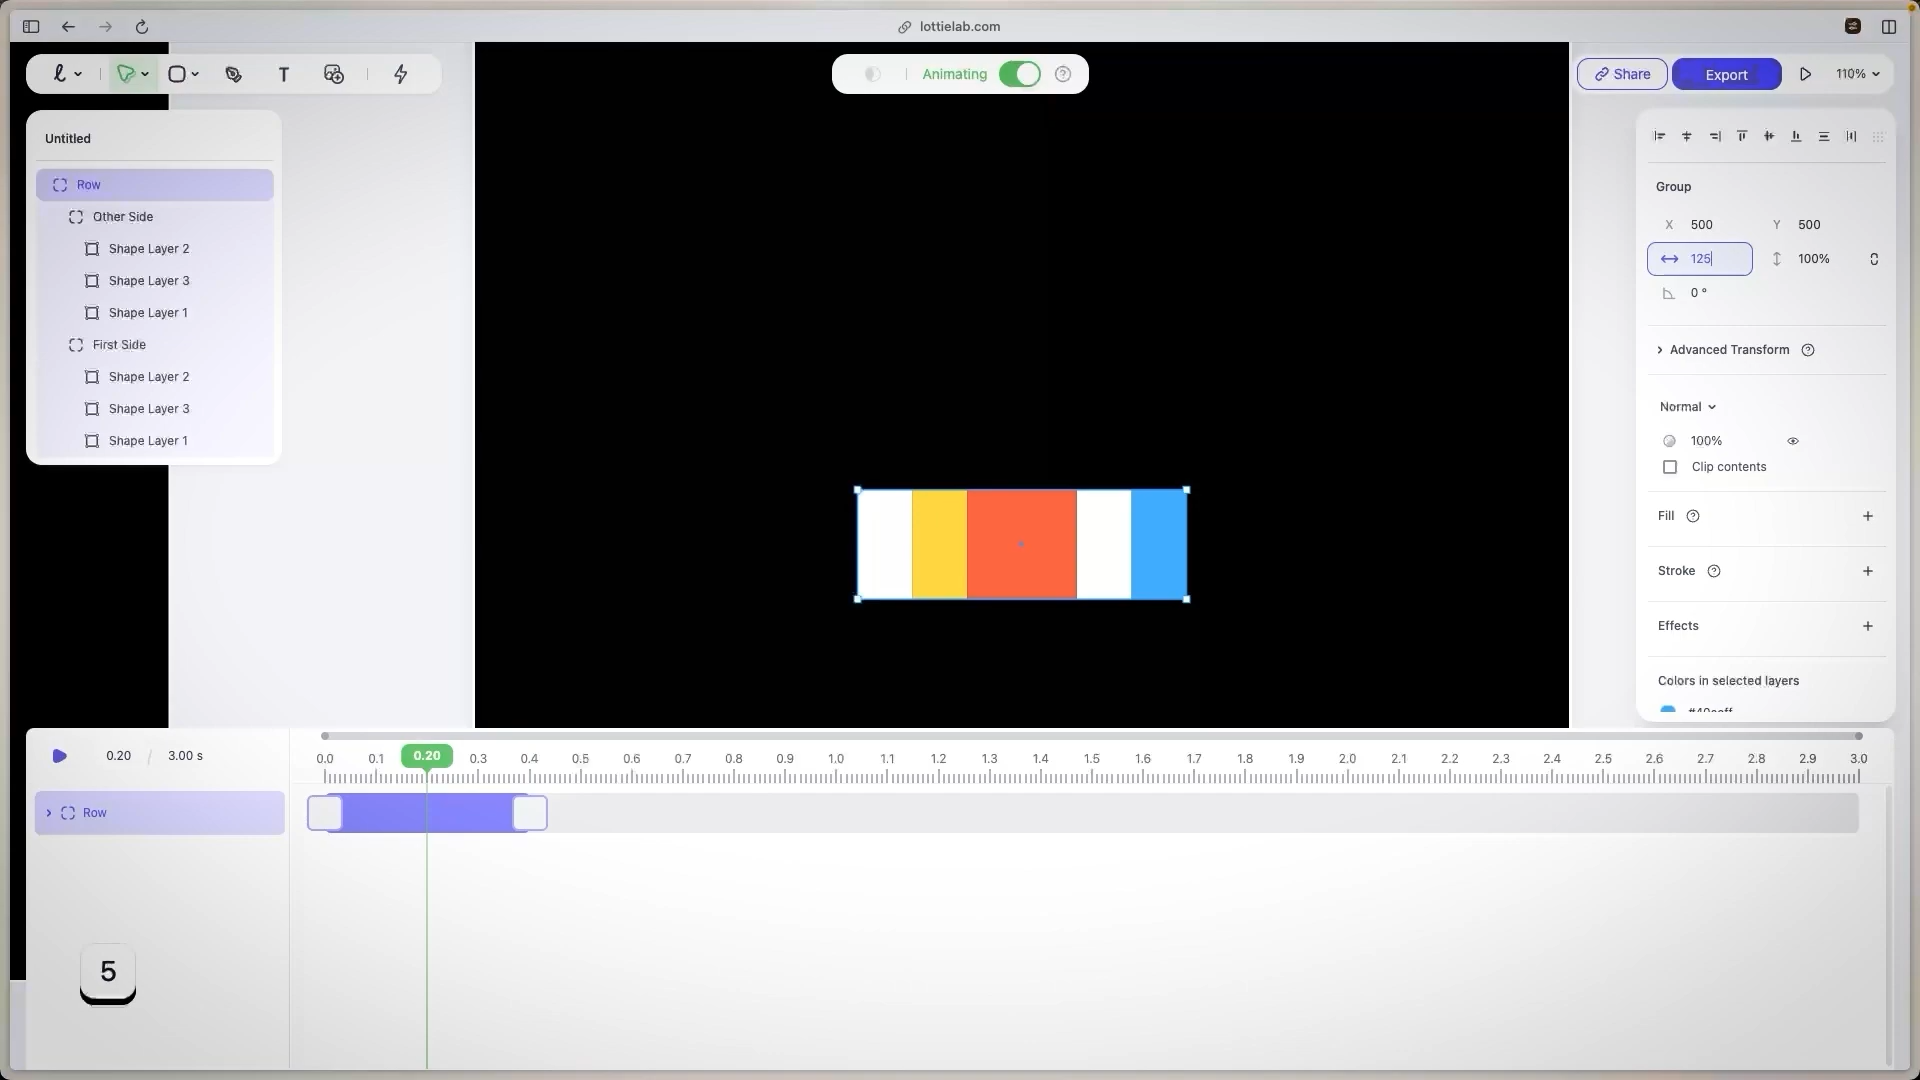 lottielab.com
T
Animating
Share
Export
110%
Untitled
Row
Other Side
Shape Layer 2
Shape Layer 3
Shape Layer 1
First Side
Shape Layer 2
Shape Layer 3
Shape Layer 1
Group
X 500 Y 500
125 100%
0 °
Advanced Transform
Normal
100%
Clip contents
Fill
Stroke
Effects
Colors in selected layers
0.20 / 3.00 s
0.0 0.1 0.20 0.3 0.4 0.5 0.6 0.7 0.8 0.9 1.0 1.1 1.2 1.3 1.4 1.5 1.6 1.7 1.8 1.9 2.0 2.1 2.2 2.3 2.4 2.5 2.6 2.7 2.8 2.9 3.0
Row
5